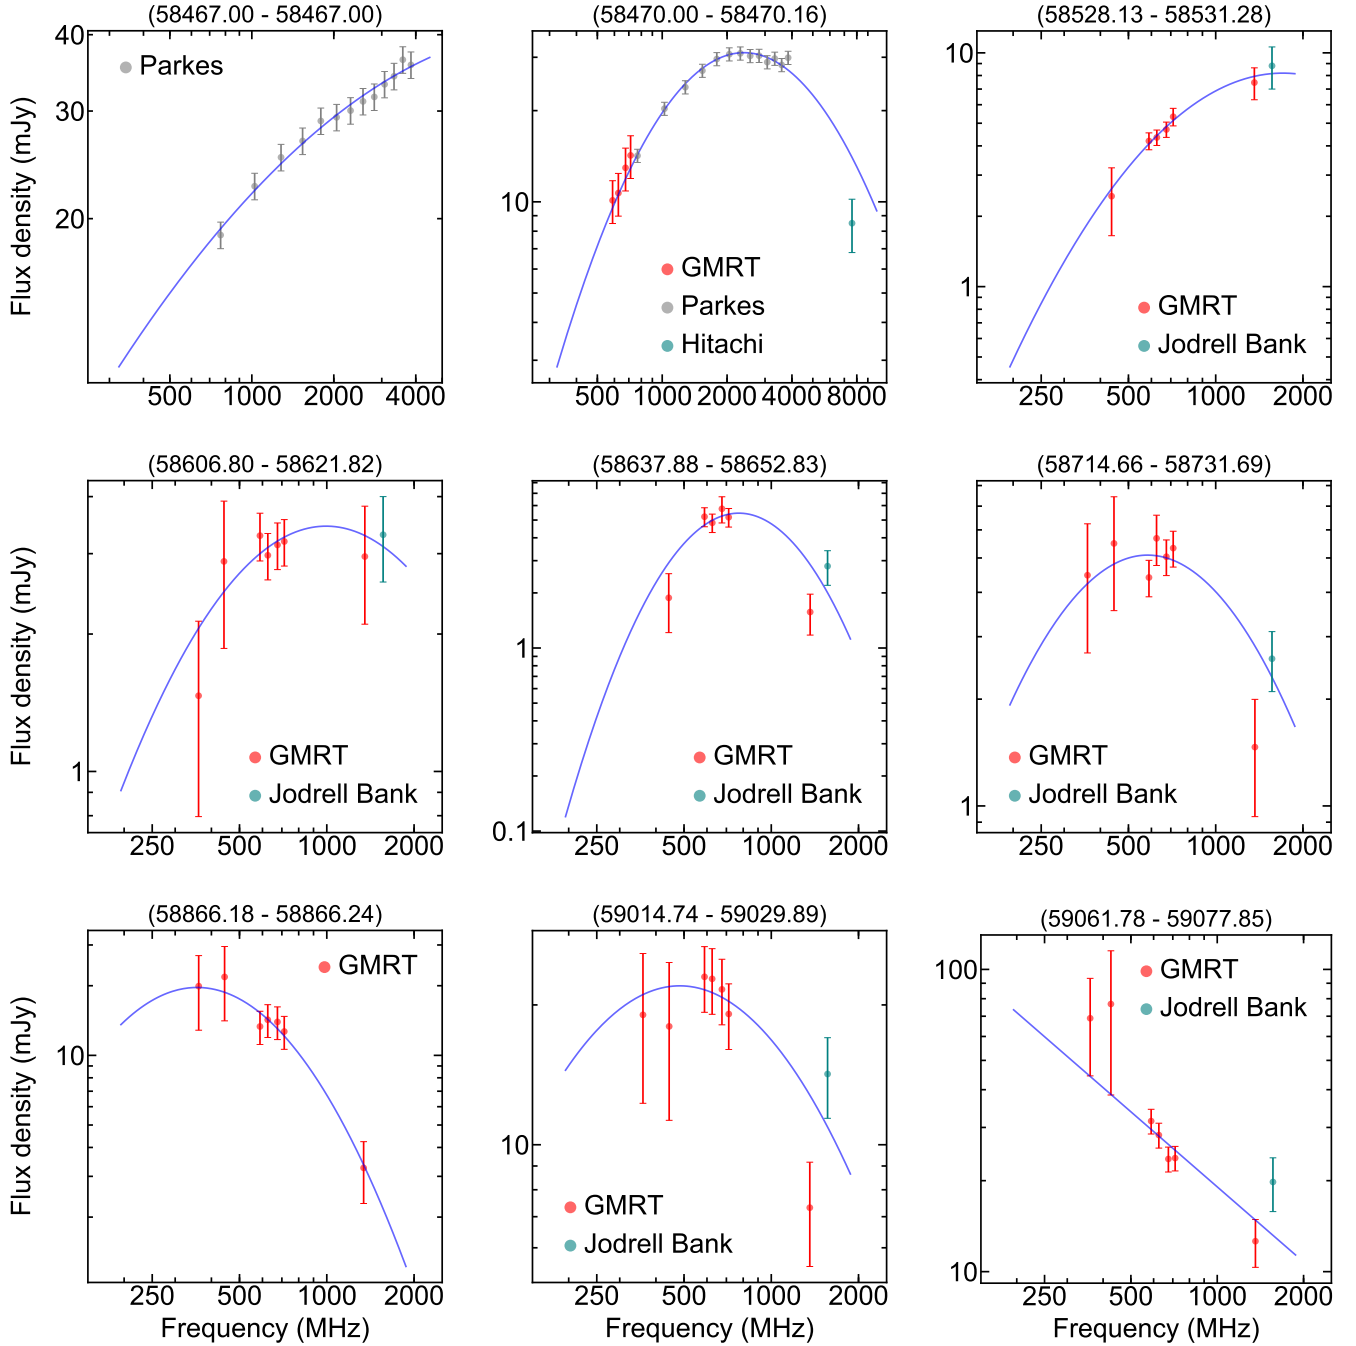 (58467.00 - 58467.00)
40
30
20
Flux density (mJy)
Parkes
500 1000 2000 4000
(58470.00 - 58470.16)
10
GMRT
Parkes
Hitachi
500 1000 2000 4000 8000
(58528.13 - 58531.28)
10
1
GMRT
Jodrell Bank
250 500 1000 2000
(58606.80 - 58621.82)
1
Flux density (mJy)
GMRT
Jodrell Bank
250 500 1000 2000
(58637.88 - 58652.83)
1
0.1
GMRT
Jodrell Bank
250 500 1000 2000
(58714.66 - 58731.69)
1
GMRT
Jodrell Bank
250 500 1000 2000
(58866.18 - 58866.24)
10
Flux density (mJy)
GMRT
250 500 1000 2000
Frequency (MHz)
(59014.74 - 59029.89)
10
GMRT
Jodrell Bank
250 500 1000 2000
Frequency (MHz)
(59061.78 - 59077.85)
100
10
GMRT
Jodrell Bank
250 500 1000 2000
Frequency (MHz)